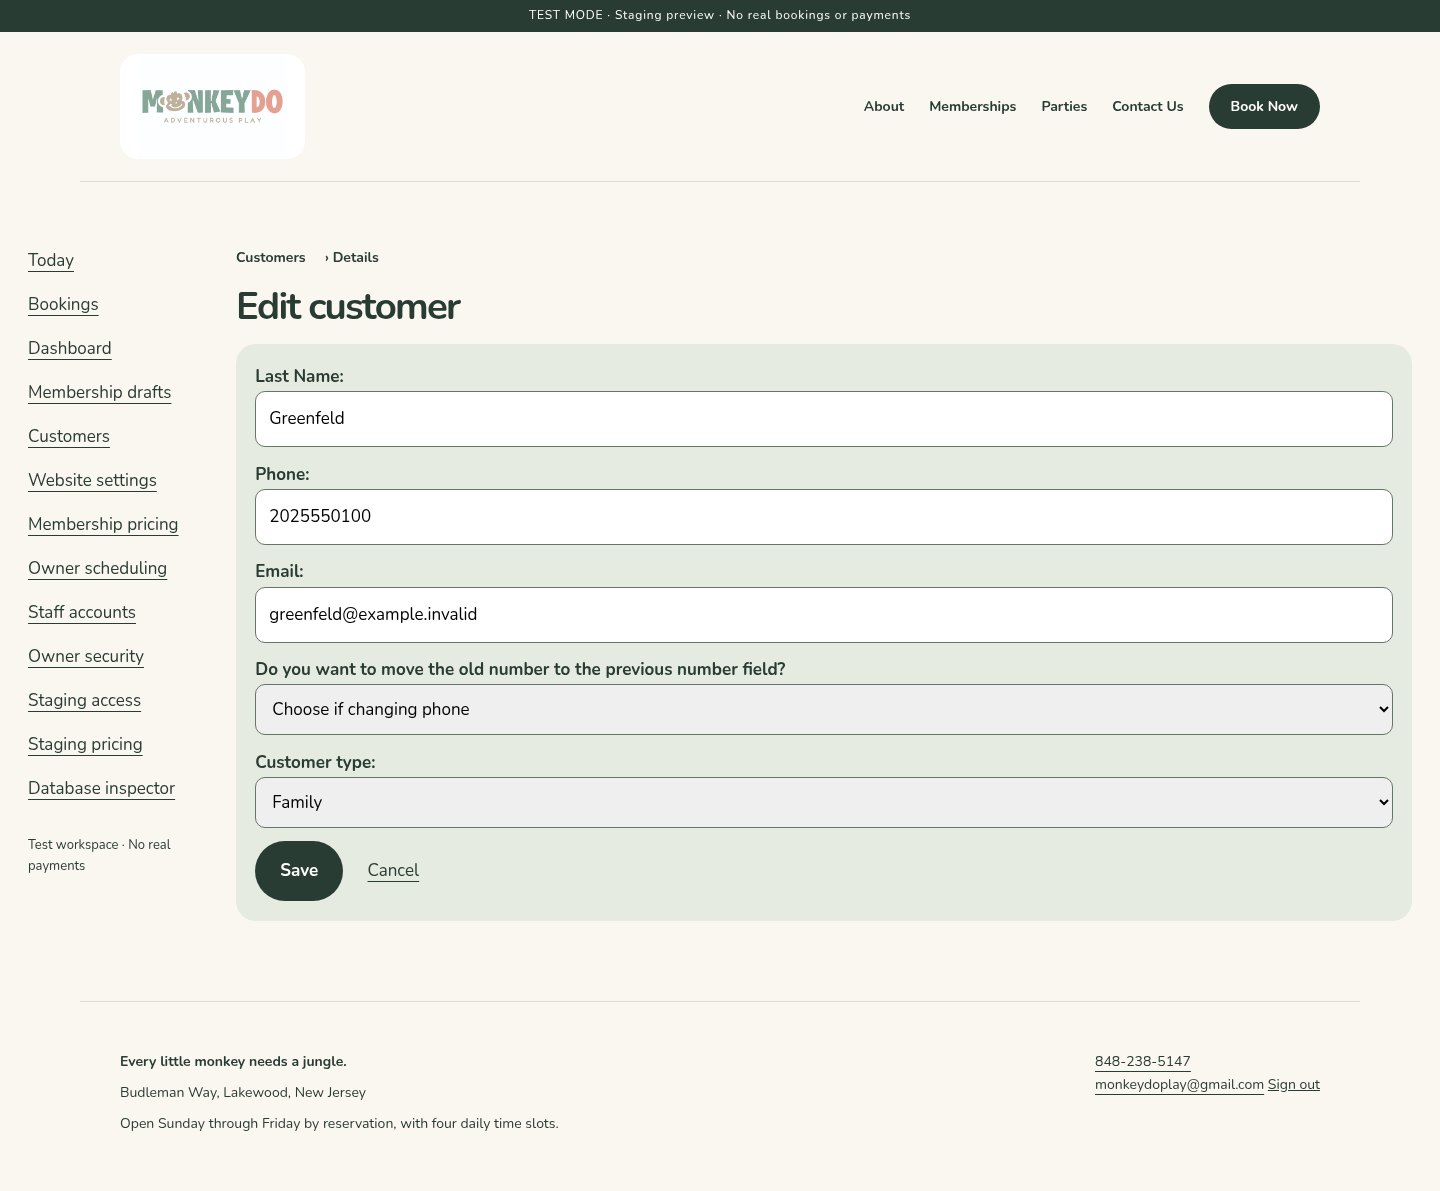 TEST MODE · Staging preview · No real bookings or payments
MONKEYDO
ADVENTUROUS PLAY
About
Memberships
Parties
Contact Us
Book Now
Today
Bookings
Dashboard
Membership drafts
Customers
Website settings
Membership pricing
Owner scheduling
Staff accounts
Owner security
Staging access
Staging pricing
Database inspector
Test workspace · No real
payments
Customers › Details
Edit customer
Last Name:
Greenfeld
Phone:
2025550100
Email:
greenfeld@example.invalid
Do you want to move the old number to the previous number field?
Choose if changing phone
Customer type:
Family
Save
Cancel
Every little monkey needs a jungle.
Budleman Way, Lakewood, New Jersey
Open Sunday through Friday by reservation, with four daily time slots.
848-238-5147
monkeydoplay@gmail.com Sign out